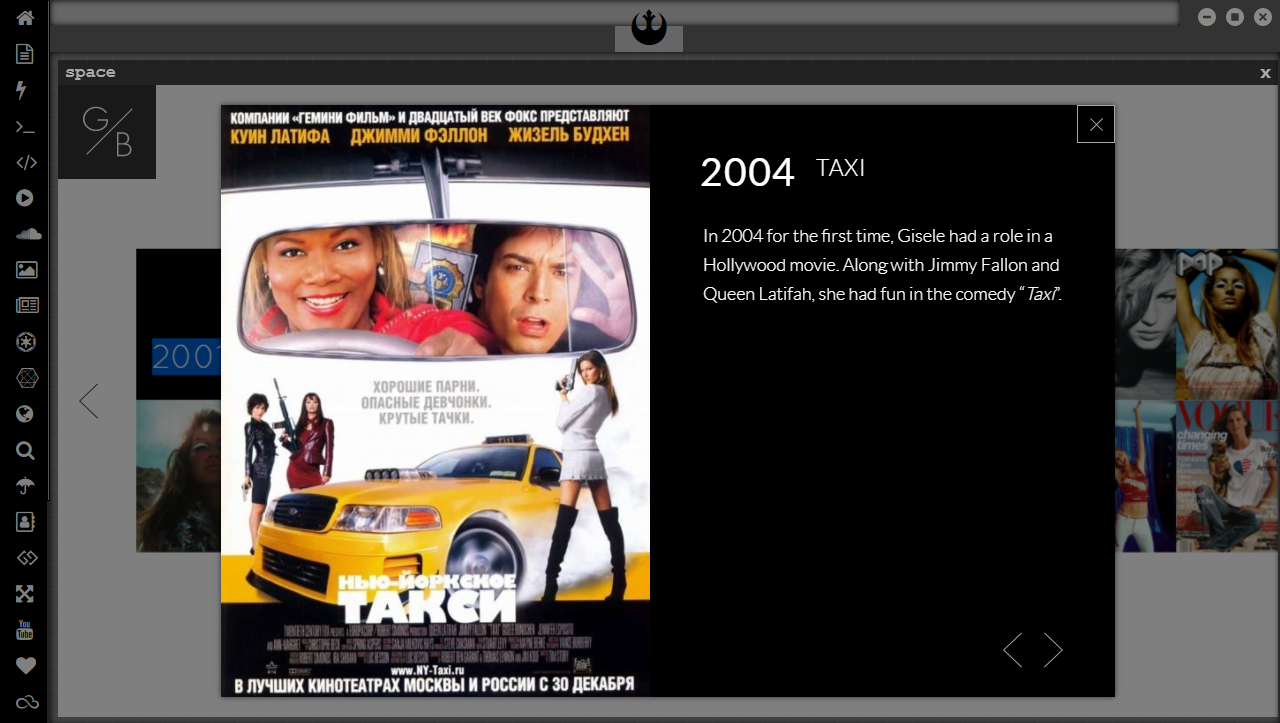 space
x
G
B
КОМПАНИИ «ГЕМИНИ ФИЛЬМ» И ДВАДЦАТЫЙ ВЕК ФОКС ПРЕДСТАВЛЯЮТ
КУИН ЛАТИФА ДЖИММИ ФЭЛЛОН ЖИЗЕЛЬ БУДХЕН
2004 TAXI
In 2004 for the first time, Gisele had a role in a
Hollywood movie. Along with Jimmy Fallon and
Queen Latifah, she had fun in the comedy “Taxi”.
POP
200
ХОРОШИЕ ПАРНИ.
ОПАСНЫЕ ДЕВЧОНКИ.
КРУТЫЕ ТАЧКИ.
VOGUE
changing
times
НЬЮ-ЙОРКСКОЕ
ТАКСИ
www.NY-Taxi.ru
В ЛУЧШИХ КИНОТЕАТРАХ МОСКВЫ И РОССИИ С 30 ДЕКАБРЯ
You
Tube